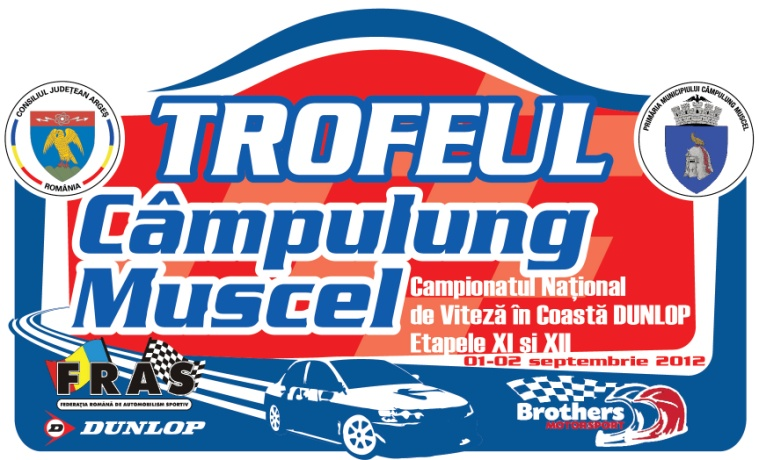 TROFEUL
CONSILIUL JUDEȚEAN ARGEȘ
ROMÂNIA
PRIMĂRIA MUNICIPIULUI CÂMPULUNG MUSCEL
Câmpulung
Muscel
Campionatul Național
de Viteză în Coastă DUNLOP
Etapele XI si XII
01-02 septembrie 2012
FRAS
FEDERAȚIA ROMÂNĂ DE AUTOMOBILISM SPORTIV
D DUNLOP
Brothers
MOTORSPORT